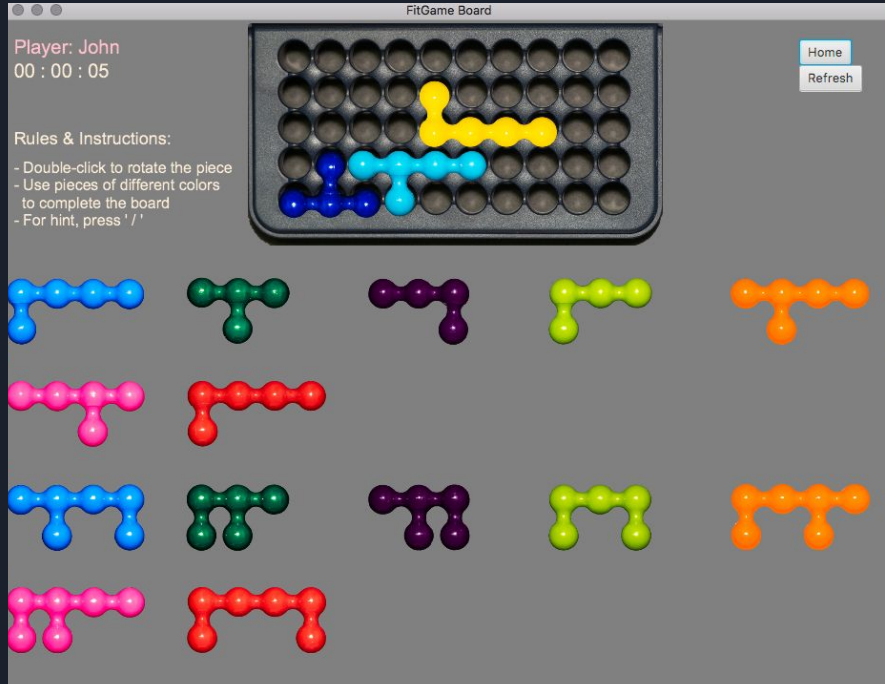 FitGame Board
Player: John
00 : 00 : 05
Home
Refresh
Rules & Instructions:
- Double-click to rotate the piece
- Use pieces of different colors
to complete the board
- For hint, press ' / '